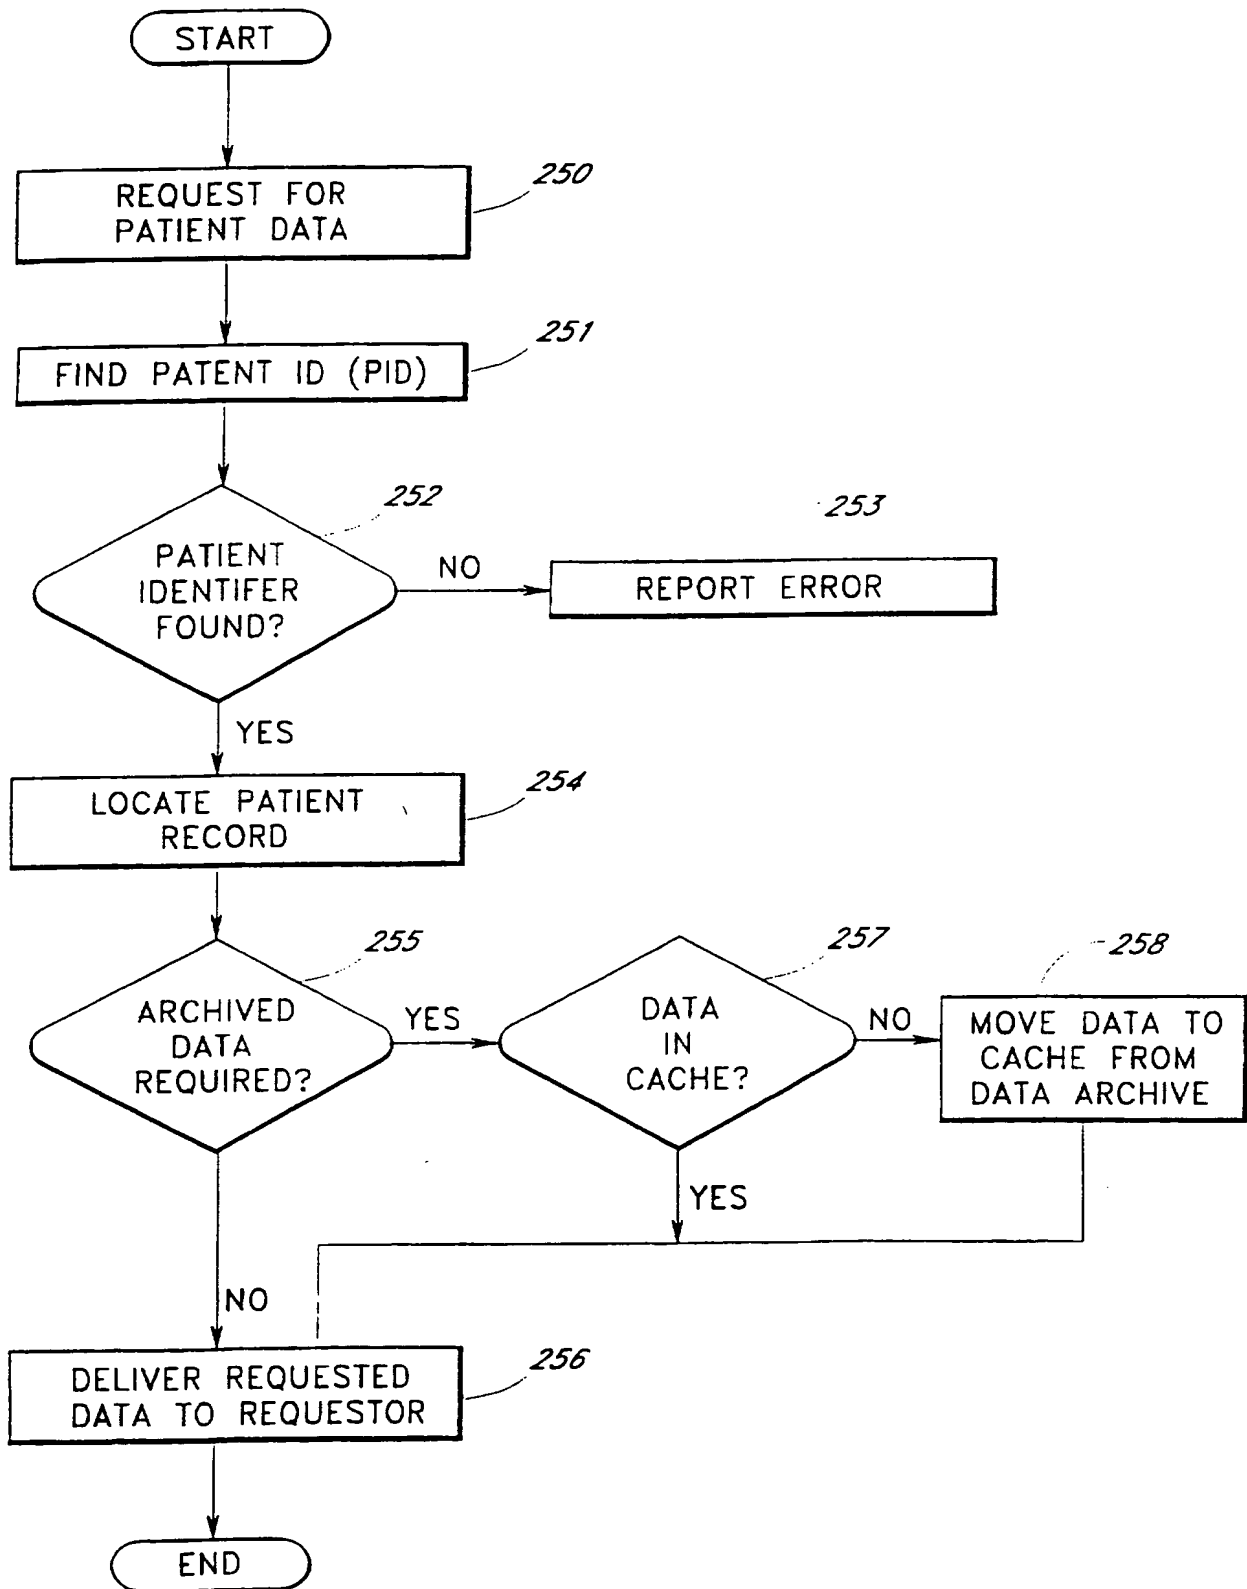 START
250
REQUEST FOR
PATIENT DATA
251
FIND PATENT ID (PID)
252
253
PATIENT
IDENTIFER
FOUND?
NO
REPORT ERROR
YES
254
LOCATE PATIENT
RECORD
255
257
258
ARCHIVED
DATA
REQUIRED?
YES
DATA
IN
CACHE?
NO
MOVE DATA TO
CACHE FROM
DATA ARCHIVE
YES
NO
256
DELIVER REQUESTED
DATA TO REQUESTOR
END